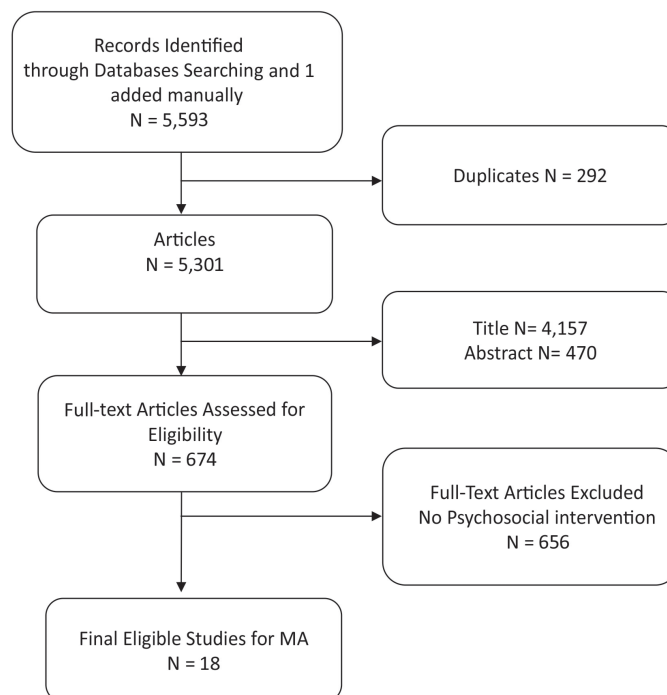 Records Identified
through Databases Searching and 1
added manually
N = 5,593
Duplicates N = 292
Articles
N = 5,301
Title N= 4,157
Abstract N= 470
Full-text Articles Assessed for
Eligibility
N = 674
Full-Text Articles Excluded
No Psychosocial intervention
N = 656
Final Eligible Studies for MA
N = 18